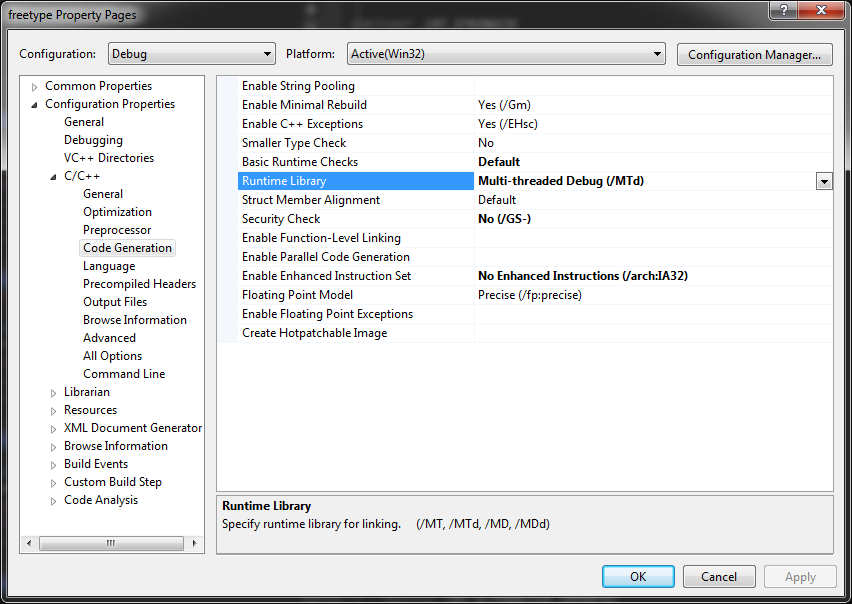 freetype Property Pages
Configuration: Debug Platform: Active(Win32) Configuration Manager...
Common Properties
Configuration Properties
General
Debugging
VC++ Directories
C/C++
General
Optimization
Preprocessor
Code Generation
Language
Precompiled Headers
Output Files
Browse Information
Advanced
All Options
Command Line
Librarian
Resources
XML Document Generator
Browse Information
Build Events
Custom Build Step
Code Analysis
Enable String Pooling
Enable Minimal Rebuild Yes (/Gm)
Enable C++ Exceptions Yes (/EHsc)
Smaller Type Check No
Basic Runtime Checks Default
Runtime Library Multi-threaded Debug (/MTd)
Struct Member Alignment Default
Security Check No (/GS-)
Enable Function-Level Linking
Enable Parallel Code Generation
Enable Enhanced Instruction Set No Enhanced Instructions (/arch:IA32)
Floating Point Model Precise (/fp:precise)
Enable Floating Point Exceptions
Create Hotpatchable Image
Runtime Library
Specify runtime library for linking. (/MT, /MTd, /MD, /MDd)
OK Cancel Apply